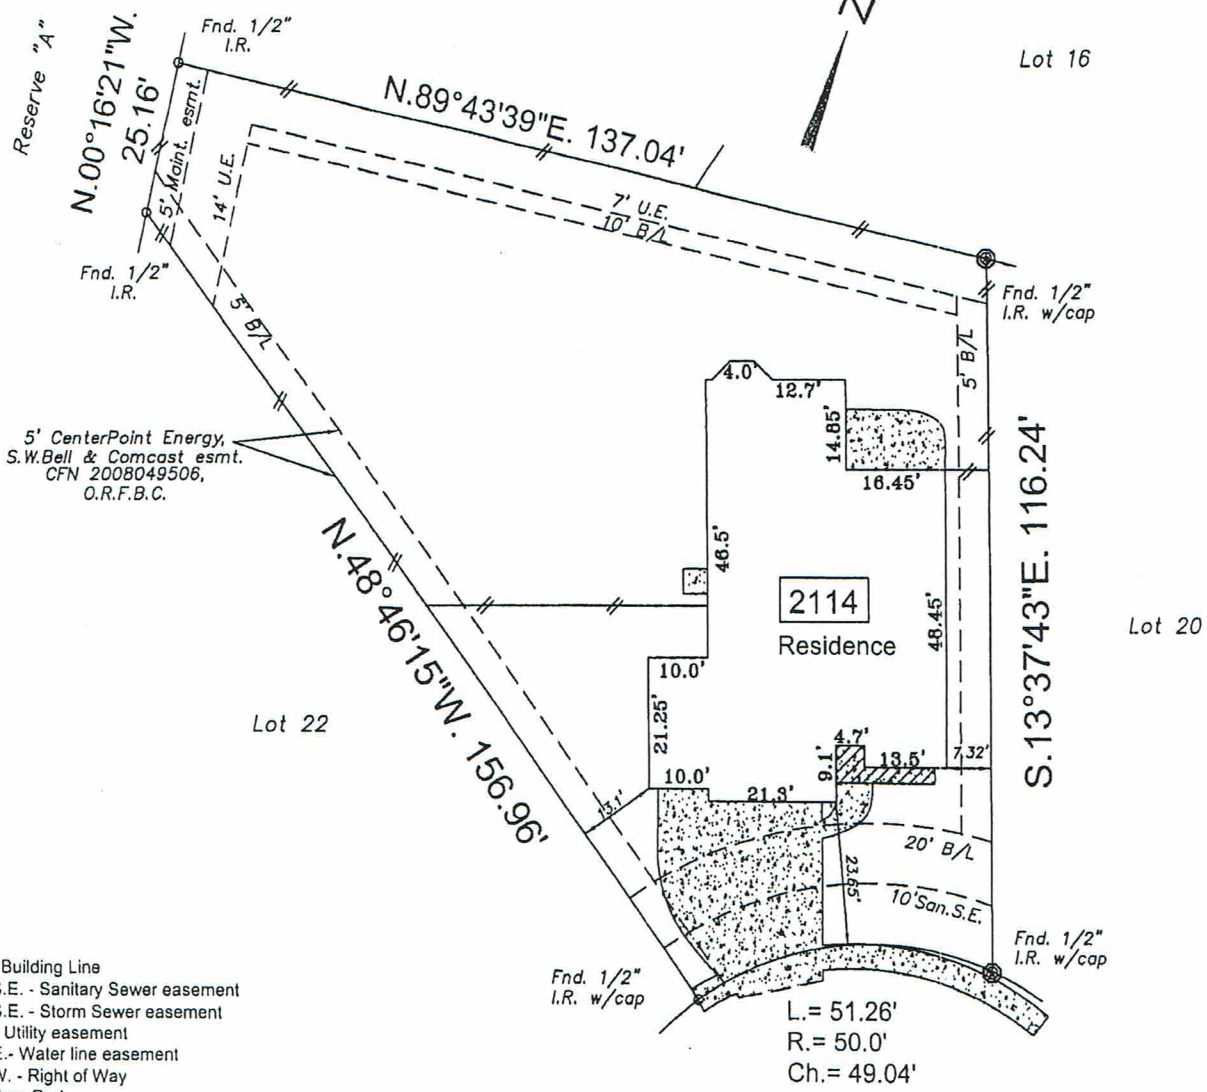 N
Reserve "A"
N.00°16'21"W.
25.16'
Fnd. 1/2"
I.R.
Lot 16
N.89°43'39"E. 137.04'
5' Maint. esmt.
14' U.E.
7' U.E.
10' B/L
Fnd. 1/2"
I.R.
Fnd. 1/2"
I.R. w/cap
5' B/L
5' B/L
4.0'
12.7'
14.85'
16.45'
5' CenterPoint Energy,
S.W.Bell & Comcast esmt.
CFN 2008049506,
O.R.F.B.C.
N.48°46'15"W. 156.96'
46.5'
2114
Residence
48.45'
S.13°37'43"E. 116.24'
Lot 20
Lot 22
10.0'
21.25'
10.0'
13.1'
21.3'
9.1'
4.7'
13.5'
7.32'
20' B/L
23.65'
10'San.S.E.
Fnd. 1/2"
I.R. w/cap
Fnd. 1/2"
I.R. w/cap
L.= 51.26'
R.= 50.0'
Ch.= 49.04'
Building Line
S.E. - Sanitary Sewer easement
S.E. - Storm Sewer easement
Utility easement
E.- Water line easement
W. - Right of Way